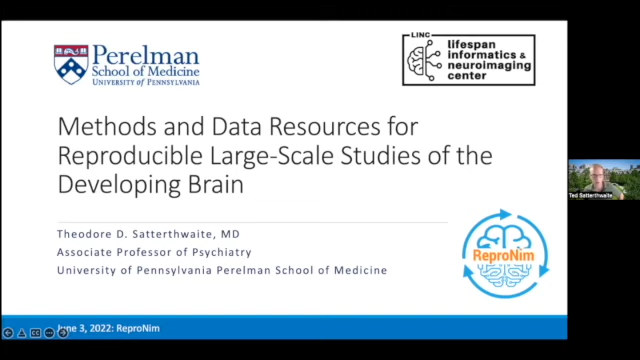 Perelman
School of Medicine
UNIVERSITY of PENNSYLVANIA
LINC
lifespan
informatics &
neuroimaging
center
Methods and Data Resources for
Reproducible Large-Scale Studies of the
Developing Brain
Theodore D. Satterthwaite, MD
Associate Professor of Psychiatry
University of Pennsylvania Perelman School of Medicine
ReproNim
Ted Satterthwaite
June 3, 2022: ReproNim